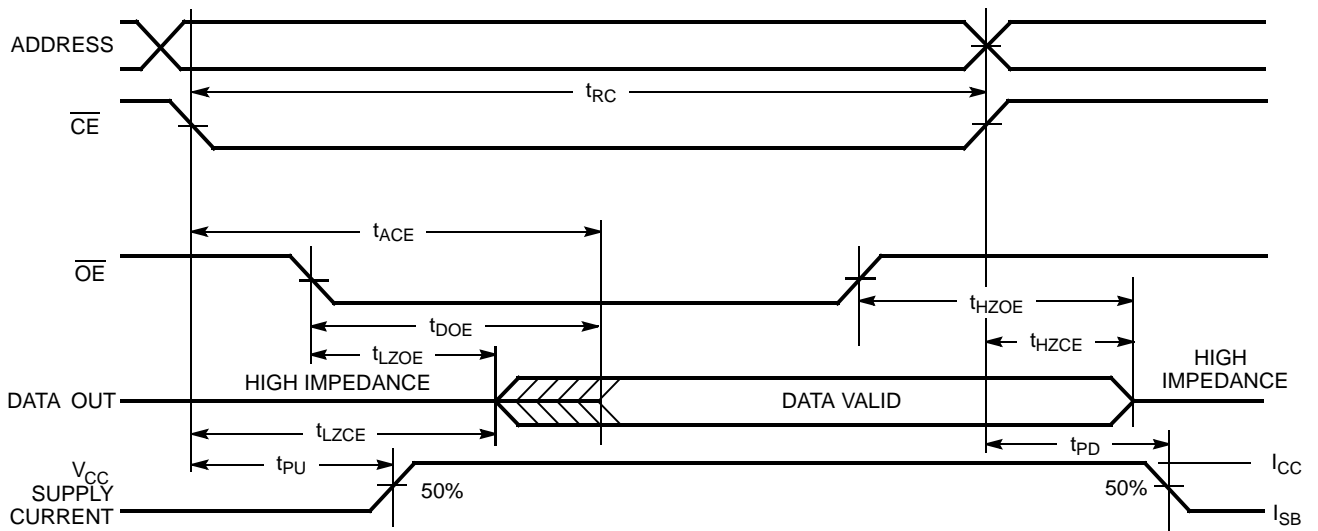 ADDRESS
tRC
CE
tACE
OE
tHZOE
tDOE
tLZOE
tHZCE
HIGH IMPEDANCE
HIGH
IMPEDANCE
DATA OUT
DATA VALID
tLZCE
tPD
tPU
VCC
SUPPLY
CURRENT
50%
50%
ICC
ISB